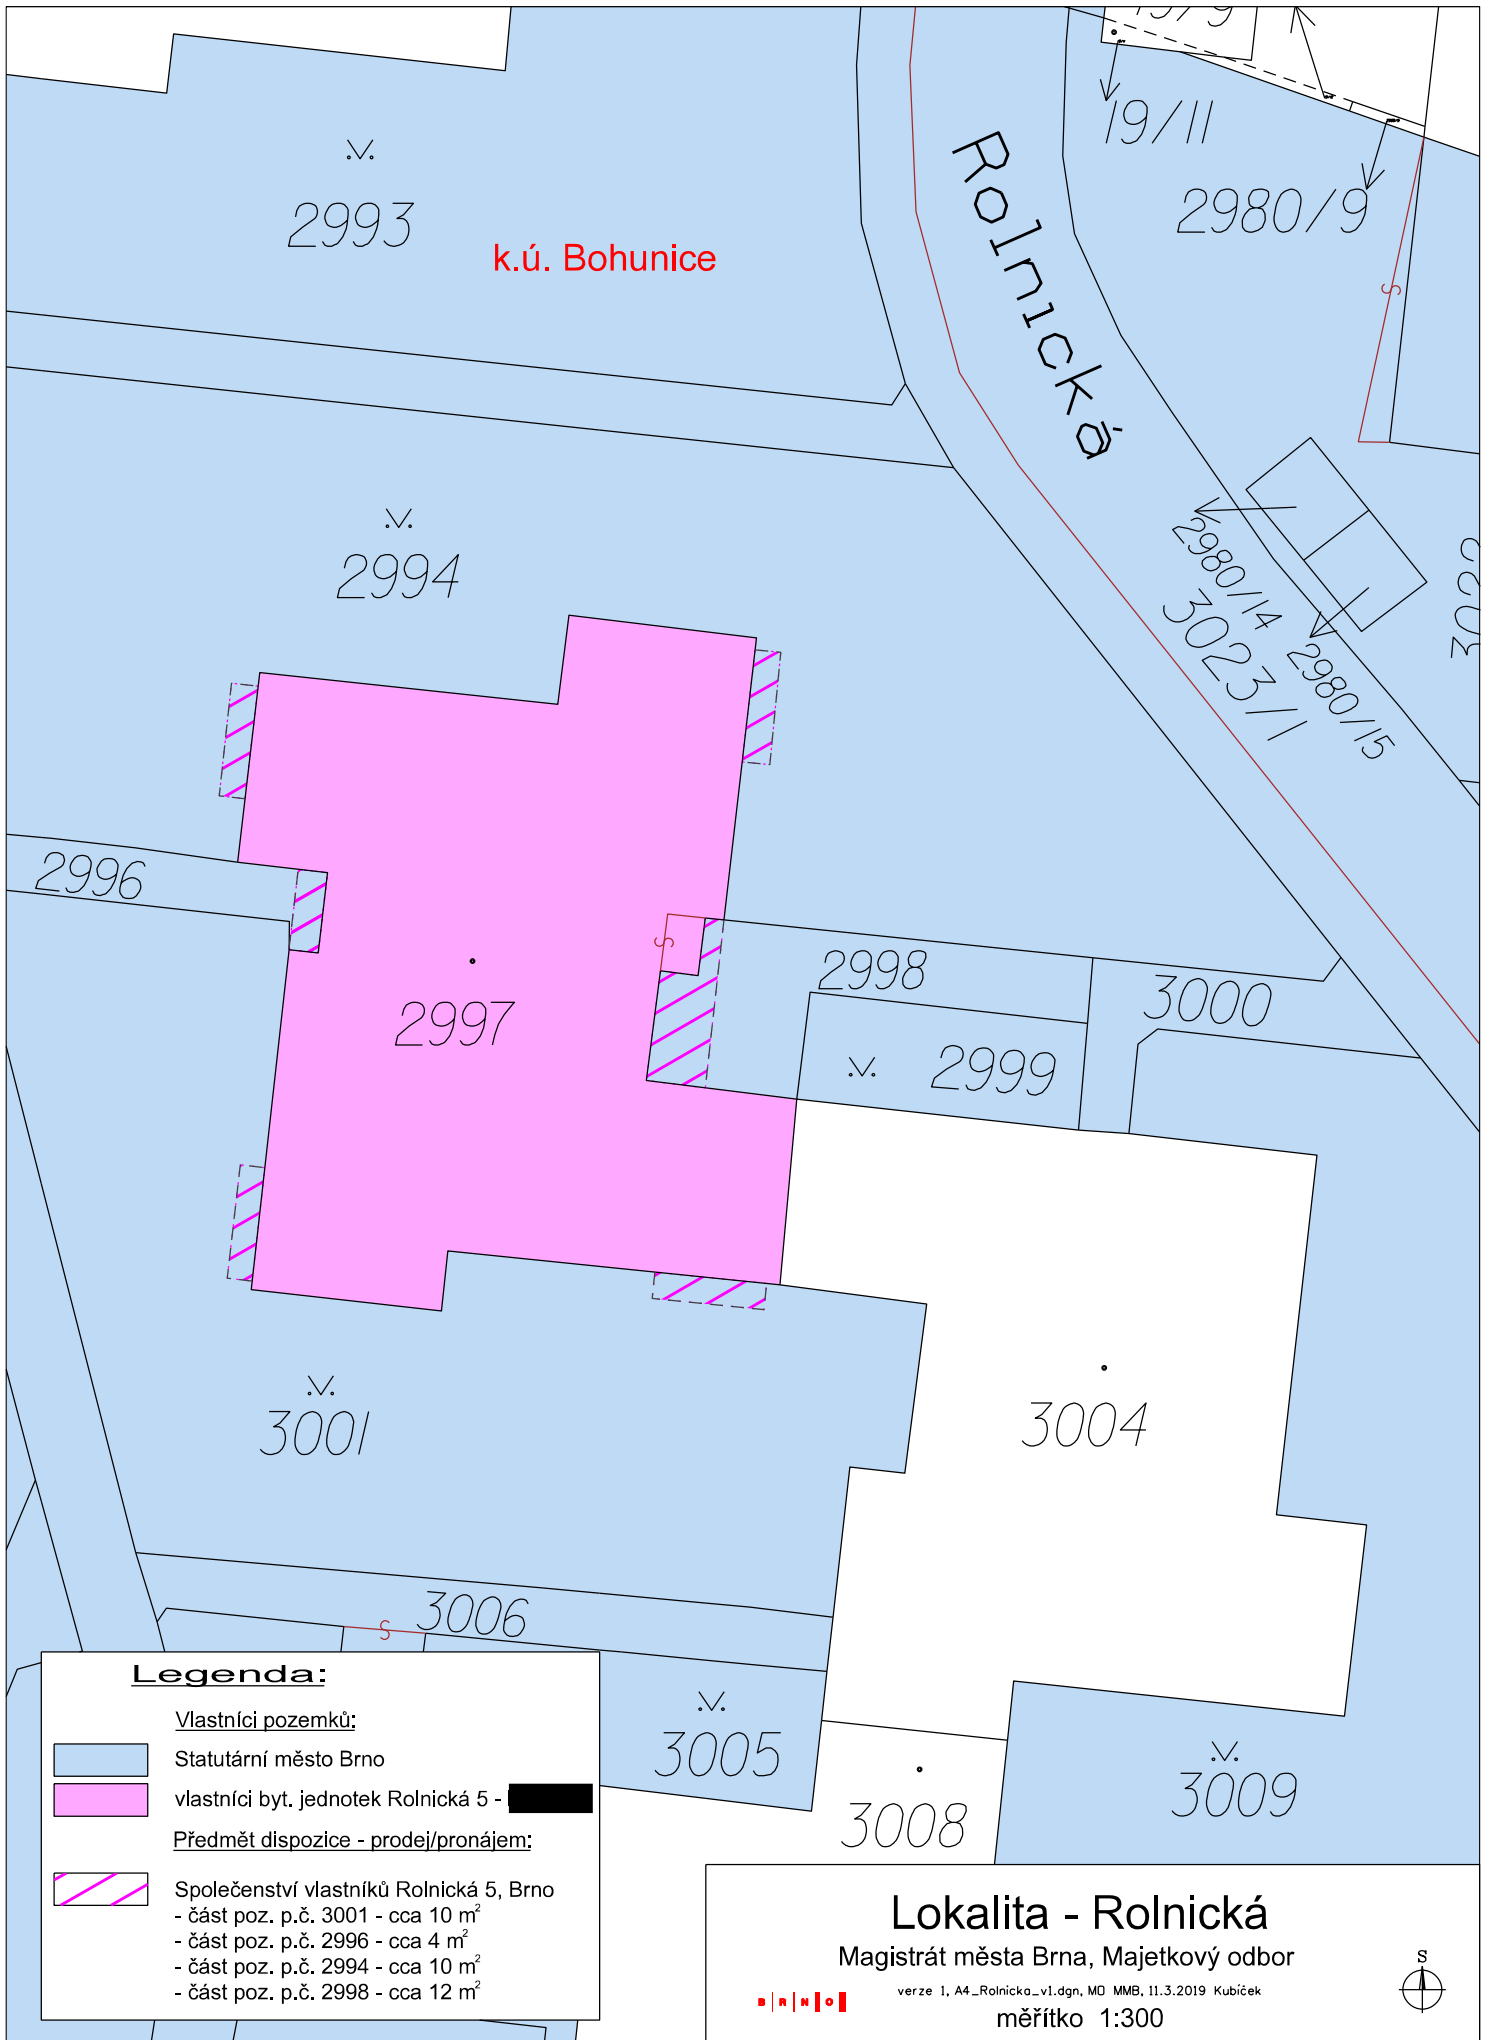 19/11
2980/9
2993
k.ú. Bohunice
Rolnická
S
2994
2980/14
3023/1
2980/15
2996
S
2997
2998
3000
2999
3001
3004
3006
S
3005
3008
3009
Legenda:
Vlastníci pozemků:
Statutární město Brno
vlastníci byt. jednotek Rolnická 5 -
Předmět dispozice - prodej/pronájem:
Společenství vlastníků Rolnická 5, Brno
- část poz. p.č. 3001 - cca 10 m²
- část poz. p.č. 2996 - cca 4 m²
- část poz. p.č. 2994 - cca 10 m²
- část poz. p.č. 2998 - cca 12 m²
Lokalita - Rolnická
Magistrát města Brna, Majetkový odbor
verze 1, A4_Rolnicka_v1.dgn, MO MMB, 11.3.2019 Kubíček
BRNO
měřítko 1:300
S